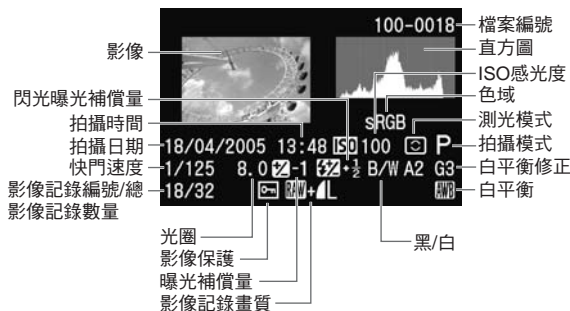 100-0018
檔案編號
影像
直方圖
ISO感光度
閃光曝光補償量
色域
sRGB
拍攝時間
測光模式
拍攝日期
18/04/2005 13:48 ISO 100 P
拍攝模式
快門速度
1/125 8.0 -1 +½ B/W A2 G3
白平衡修正
影像記錄編號/總
影像記錄數量
18/32 RAW+L AWB
白平衡
光圈
黑/白
影像保護
曝光補償量
影像記錄畫質